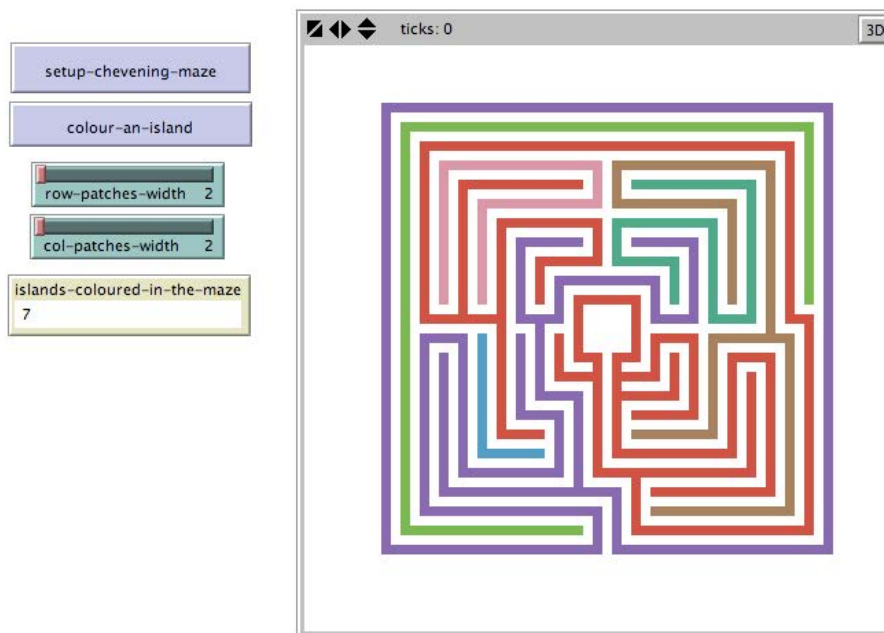 ticks: 0
3D
setup-chevening-maze
colour-an-island
row-patches-width 2
col-patches-width 2
islands-coloured-in-the-maze
7